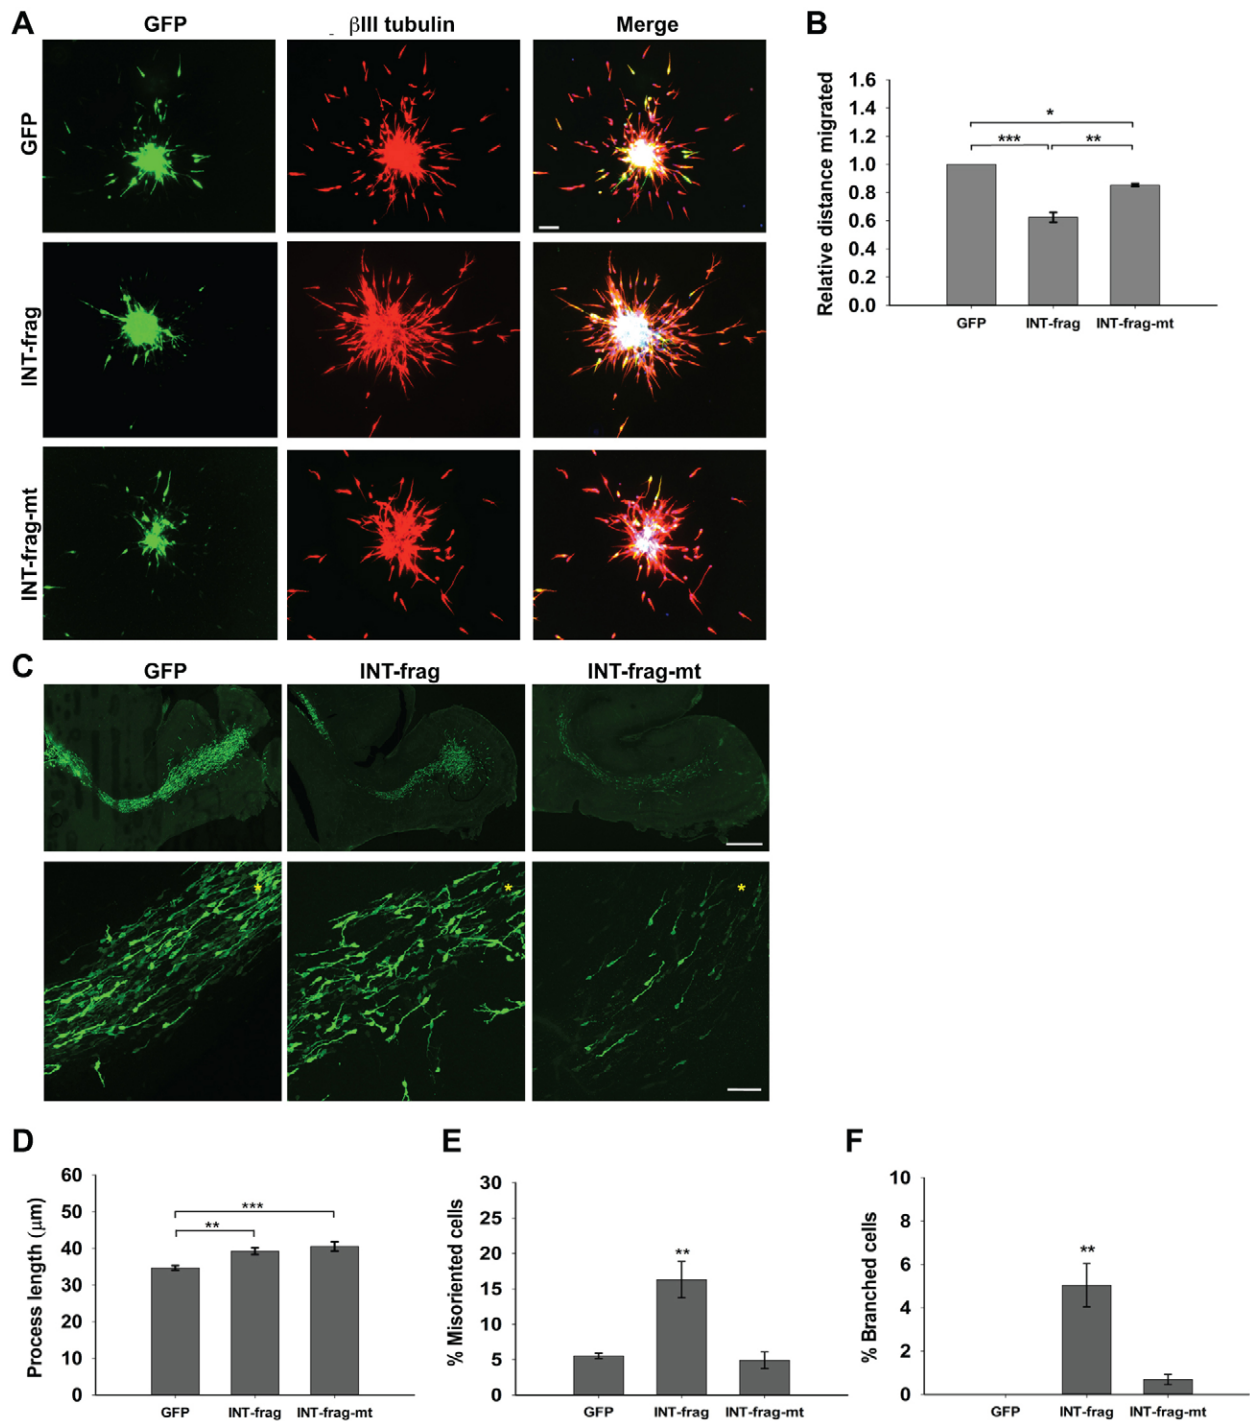 A
GFP
βIII tubulin
Merge
GFP
INT-frag
INT-frag-mt
B
Relative distance migrated
1.6
1.4
1.2
1.0
0.8
0.6
0.4
0.2
0.0
*
***
**
GFP
INT-frag
INT-frag-mt
C
GFP
INT-frag
INT-frag-mt
*
*
*
D
Process length (μm)
60
50
40
30
20
10
0
***
**
GFP
INT-frag
INT-frag-mt
E
% Misoriented cells
30
25
20
15
10
5
0
**
GFP
INT-frag
INT-frag-mt
F
% Branched cells
10
8
6
4
2
0
**
GFP
INT-frag
INT-frag-mt